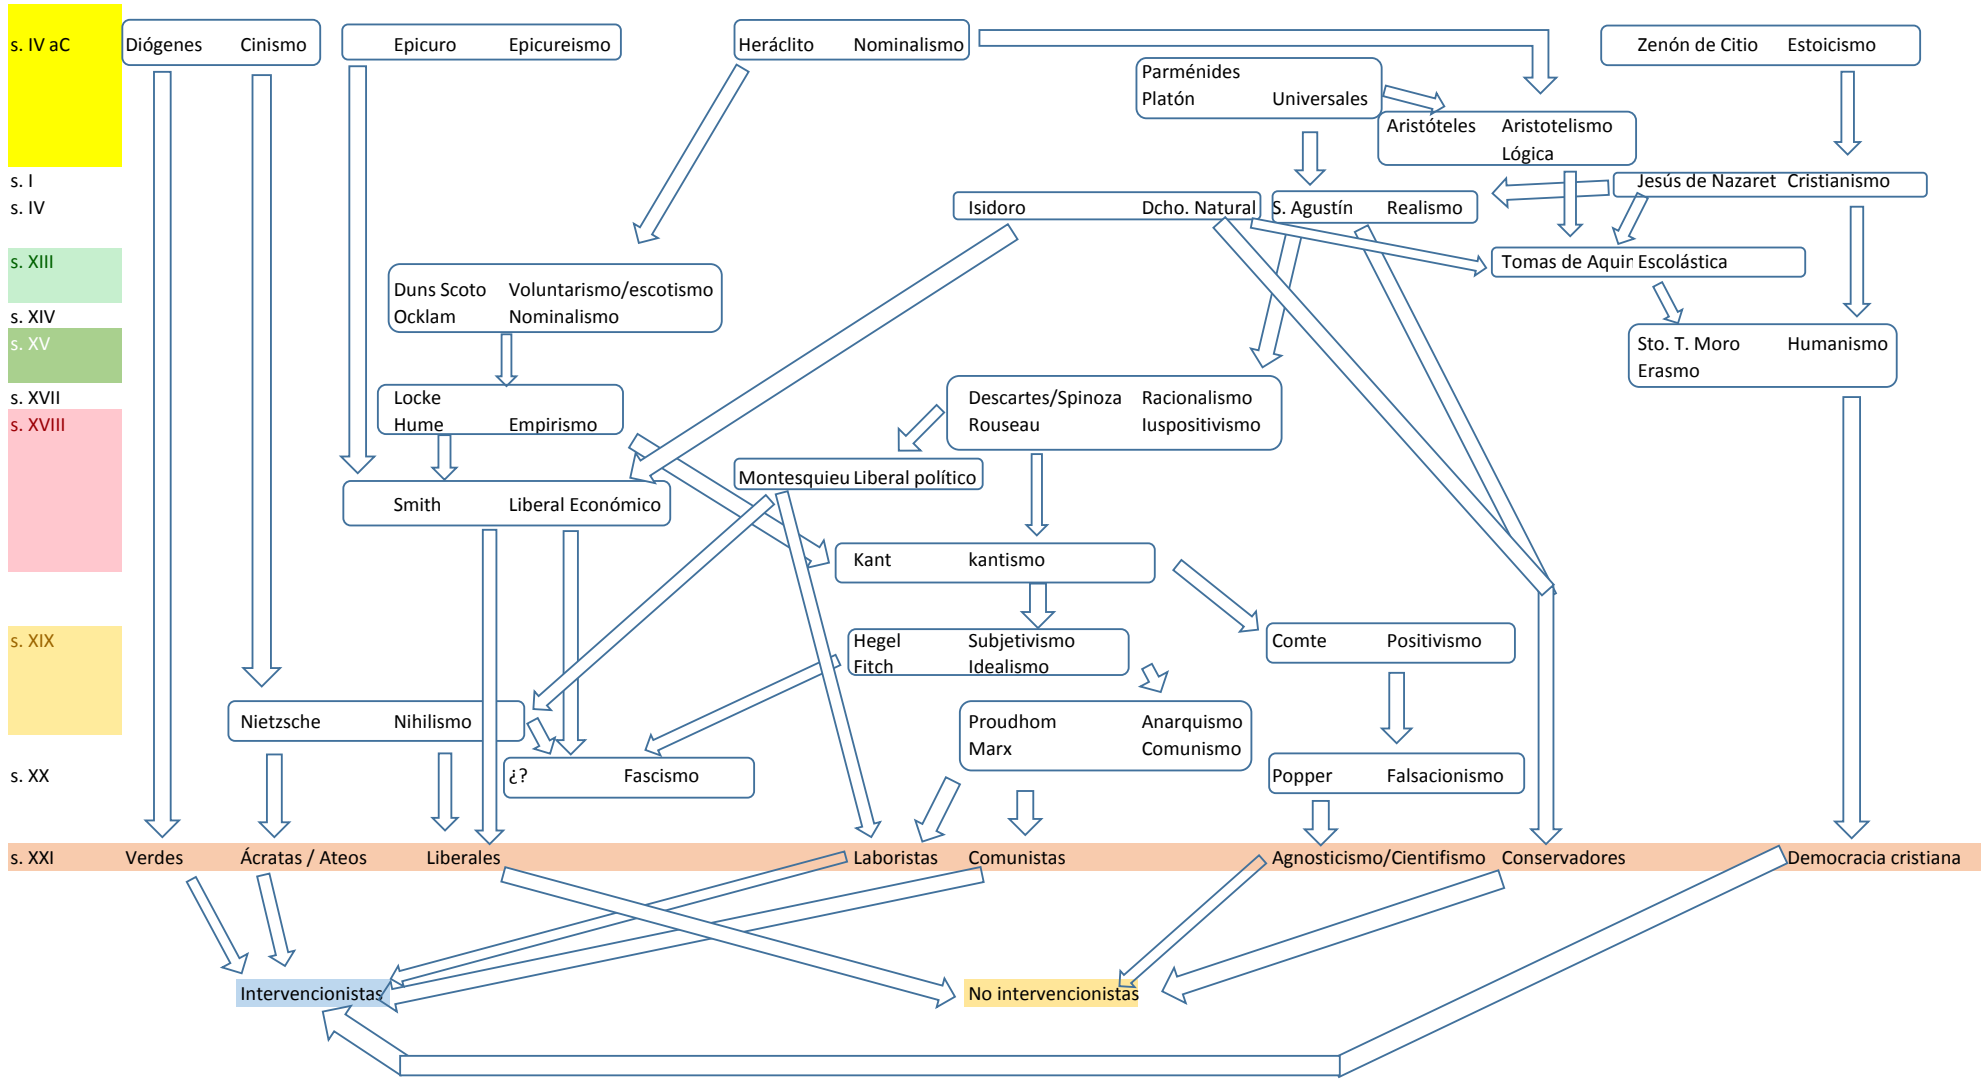 s. IV aC Diógenes Cinismo Epicuro Epicureismo Heráclito Nominalismo Zenón de Citio Estoicismo
Parménides
Platón Universales
Aristóteles Aristotelismo
Lógica
s. I Jesús de Nazaret Cristianismo
s. IV Isidoro Dcho. Natural S. Agustín Realismo
s. XIII Tomas de Aquin Escolástica
Duns Scoto Voluntarismo/escotismo
s. XIV Ocklam Nominalismo
s. XV Sto. T. Moro Humanismo
Erasmo
s. XVII Locke Descartes/Spinoza Racionalismo
s. XVIII Hume Empirismo Rouseau Iuspositivismo
Montesquieu Liberal político
Smith Liberal Económico
Kant kantismo
s. XIX Hegel Subjetivismo Comte Positivismo
Fitch Idealismo
Nietzsche Nihilismo Proudhom Anarquismo
Marx Comunismo
s. XX ¿? Fascismo Popper Falsacionismo
s. XXI Verdes Ácratas / Ateos Liberales Laboristas Comunistas Agnosticismo/Cientifismo Conservadores Democracia cristiana
Intervencionistas No intervencionistas